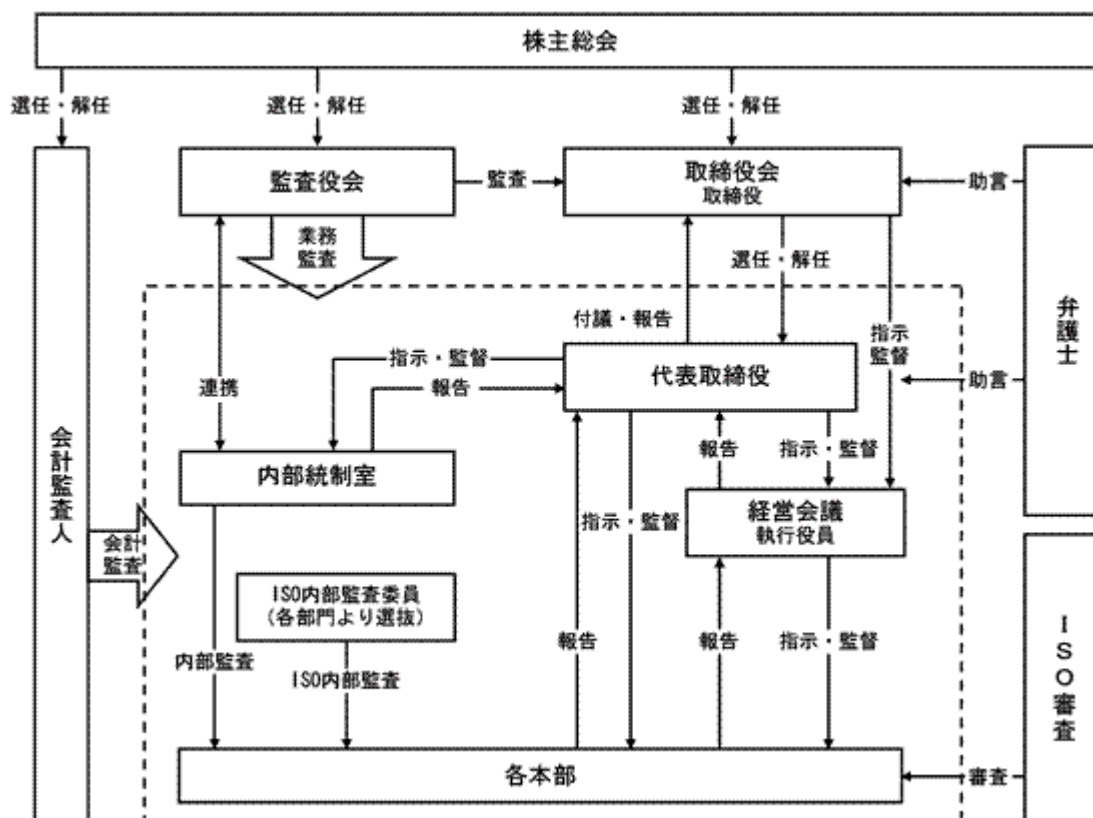 株主総会
選任・解任
選任・解任
選任・解任
監査役会
監査
取締役会
取締役
助言
業務
監査
選任・解任
弁護士
付議・報告
指示
監督
指示・監督
代表取締役
助言
連携
報告
会計監査人
報告
指示・監督
内部統制室
経営会議
執行役員
指示・監督
会計
監査
ISO内部監査委員
(各部門より選抜)
ISO審査
報告
報告
指示・監督
内部監査
ISO内部監査
各本部
審査